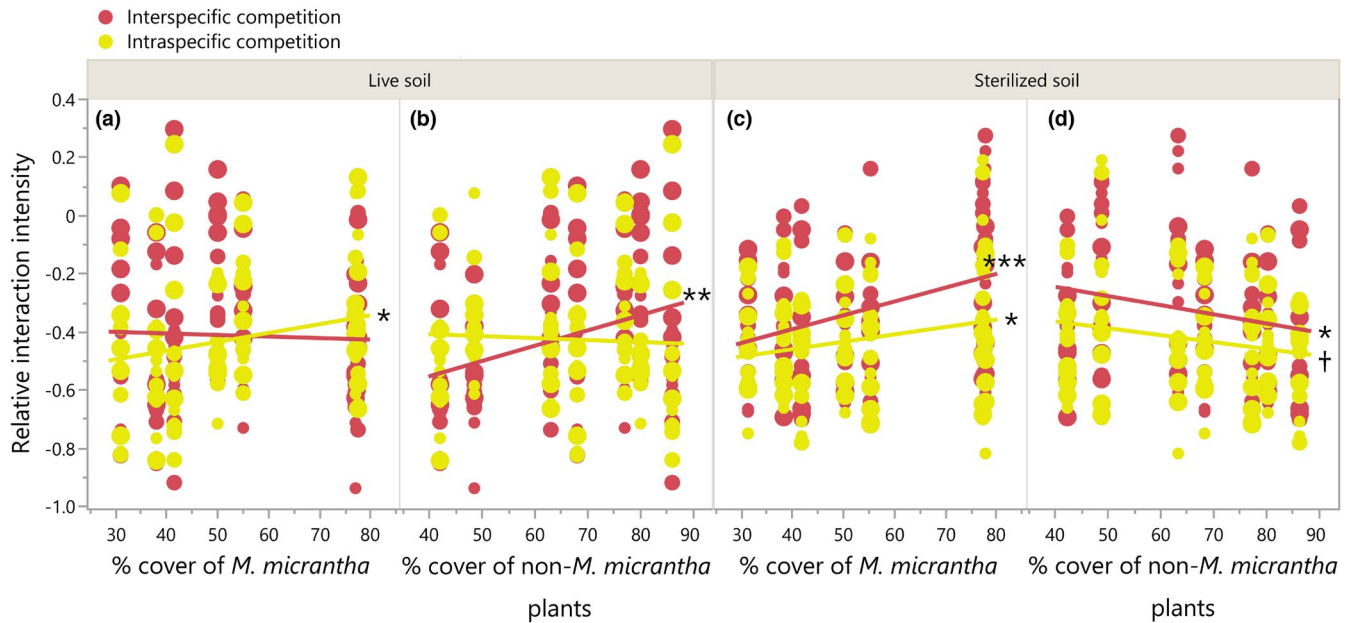 Interspecific competition
Intraspecific competition
Live soil
Sterilized soil
(a)
(b)
(c)
(d)
Relative interaction intensity
0.4
0.2
0
-0.2
-0.4
-0.6
-0.8
-1.0
*
**
***
*
*
†
30 40 50 60 70 80
40 50 60 70 80 90
30 40 50 60 70 80
40 50 60 70 80 90
% cover of M. micrantha
% cover of non-M. micrantha
plants
% cover of M. micrantha
% cover of non-M. micrantha
plants